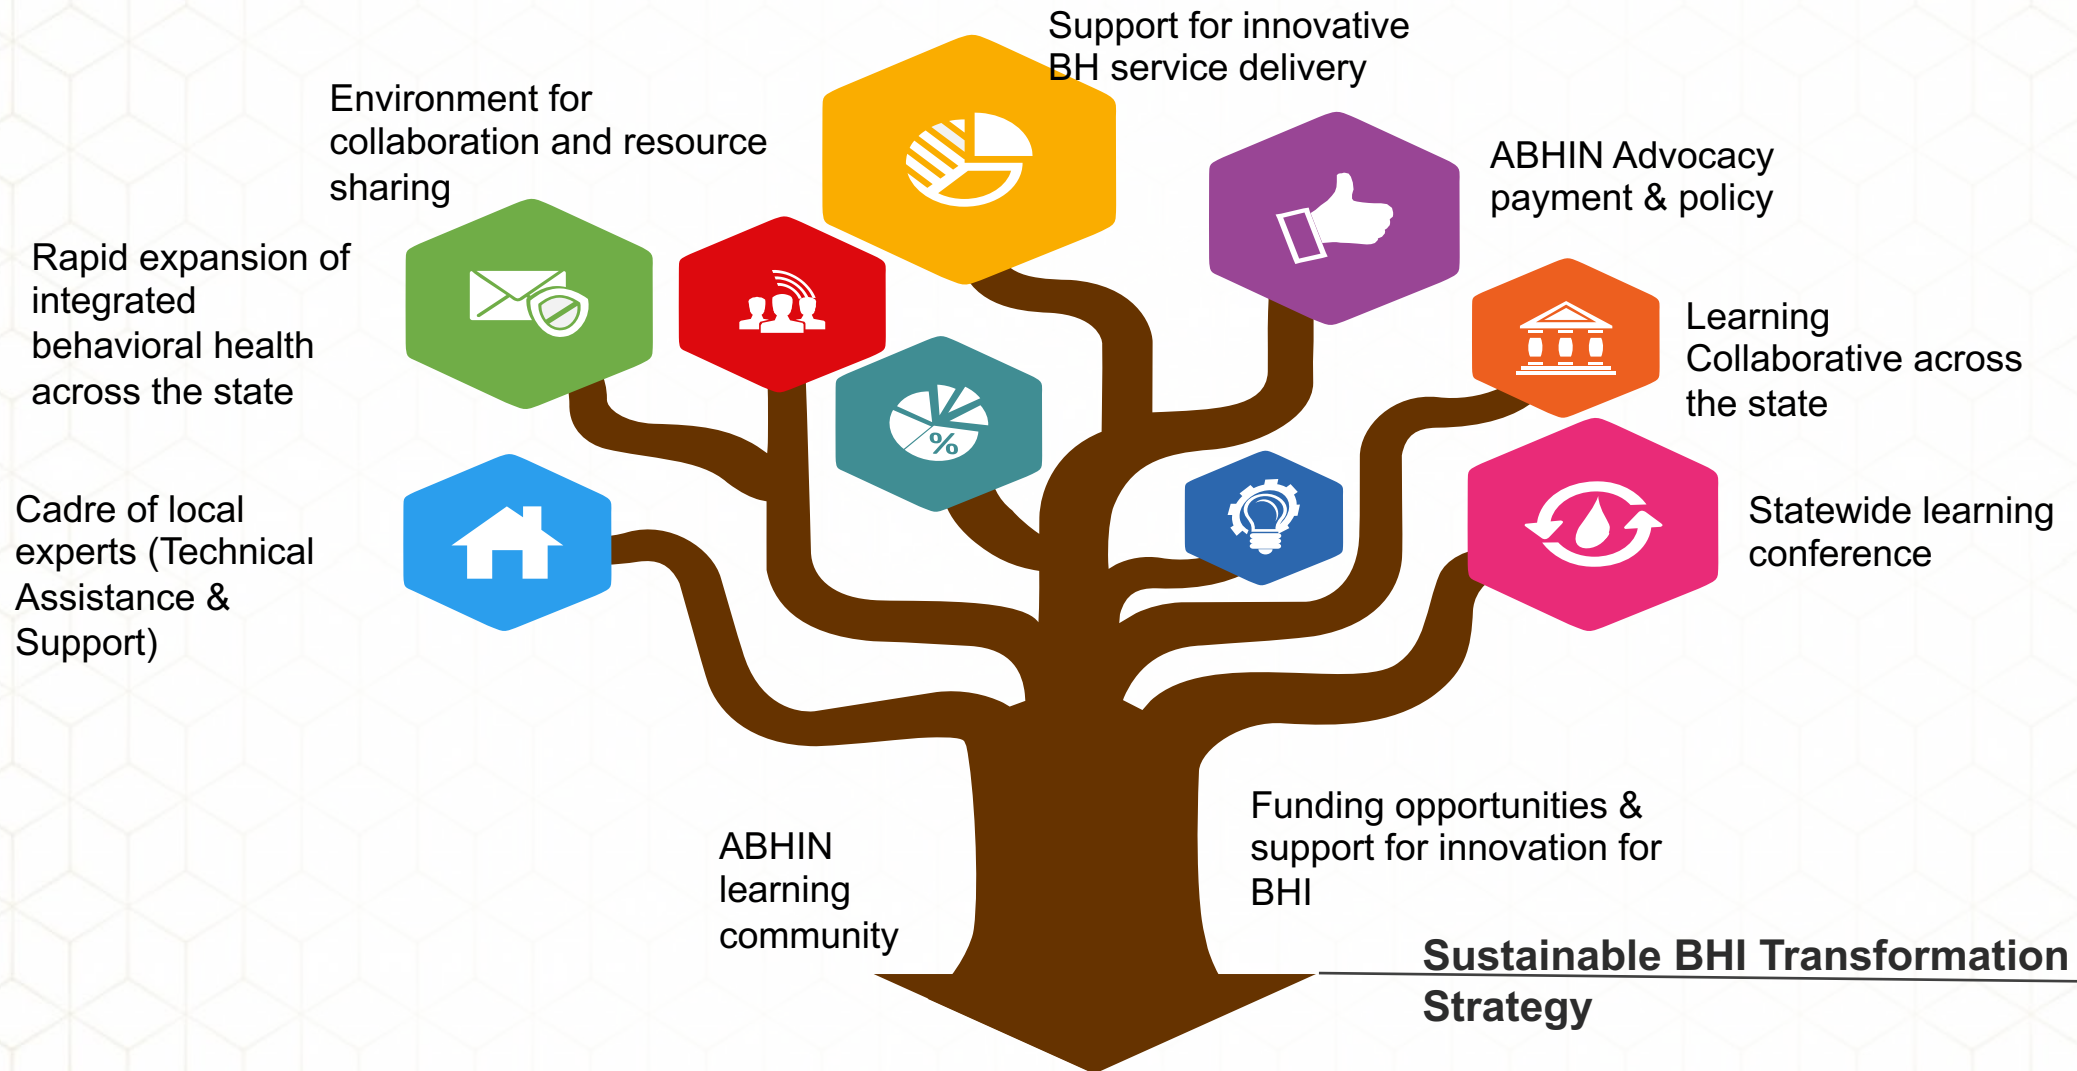 Support for innovative
BH service delivery
Environment for
collaboration and resource
sharing
ABHIN Advocacy
payment & policy
Rapid expansion of
integrated
behavioral health
across the state
Learning
Collaborative across
the state
%
Cadre of local
experts (Technical
Assistance &
Support)
Statewide learning
conference
ABHIN
learning
community
Funding opportunities &
support for innovation for
BHI
Sustainable BHI Transformation
Strategy